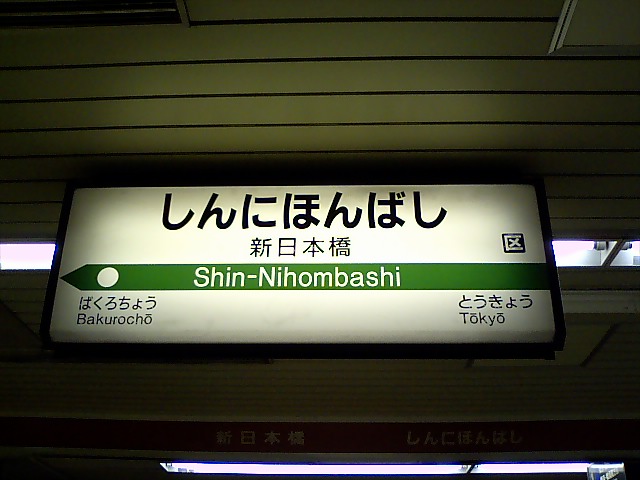 しんにほんばし
新日本橋
区
Shin-Nihombashi
ばくろちょう とうきょう
Bakurochō Tōkyō
新日本橋 しんにほんばし